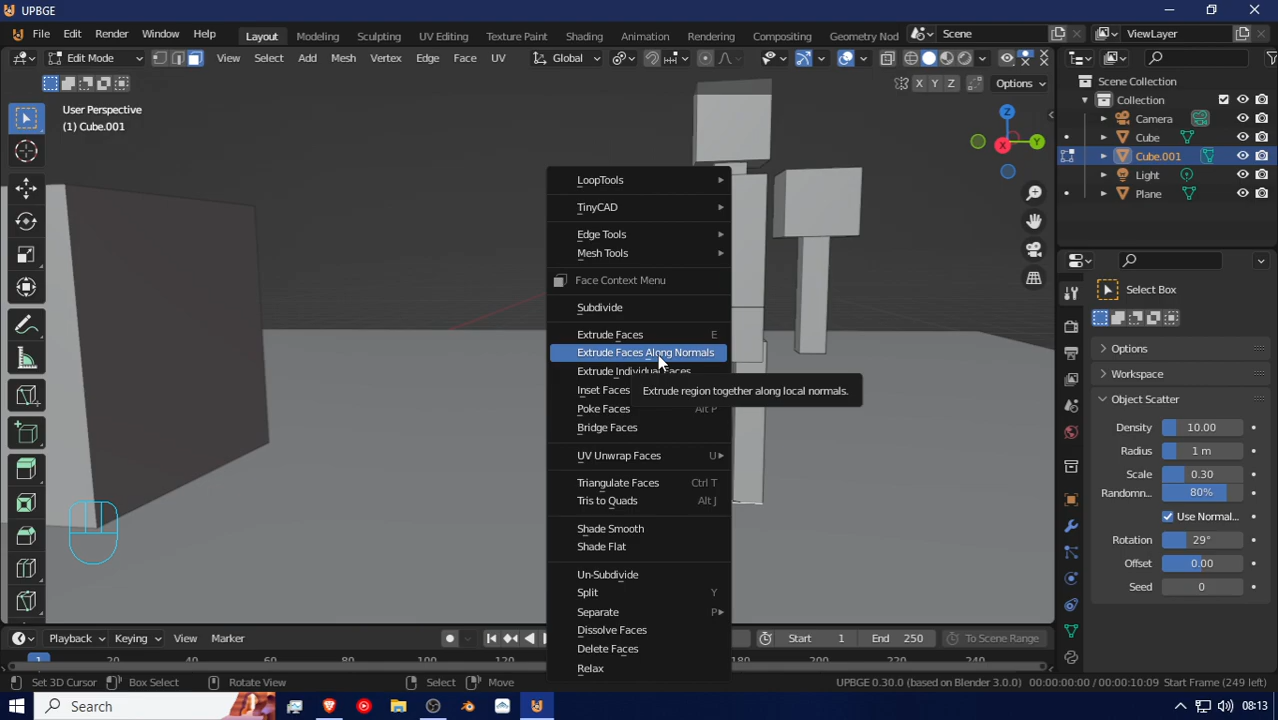 UPBGE
File Edit Render Window Help Layout Modeling Sculpting UV Editing Texture Paint Shading Animation Rendering Compositing Geometry Nod Scene ViewLayer
Edit Mode View Select Add Mesh Vertex Edge Face UV Global
X Y Z Options
User Perspective
(1) Cube.001
Z
X Y
Scene Collection
Collection
Camera
Cube
Cube.001
Light
Plane
LoopTools
TinyCAD
Edge Tools
Mesh Tools
Face Context Menu
Subdivide
Extrude Faces E
Extrude Faces Along Normals
Extrude Individual Faces
Extrude region together along local normals.
Inset Faces
Poke Faces Alt P
Bridge Faces
UV Unwrap Faces U
Triangulate Faces Ctrl T
Tris to Quads Alt J
Shade Smooth
Shade Flat
Un-Subdivide
Split Y
Separate P
Dissolve Faces
Delete Faces
Relax
Select Box
Options
Workspace
Object Scatter
Density 10.00
Radius 1 m
Scale 0.30
Randomn... 80%
Use Normal...
Rotation 29°
Offset 0.00
Seed 0
Playback Keying View Marker Start 1 End 250 To Scene Range
1 20 40 60 80 100 120 180 200 220 240
Set 3D Cursor Box Select Rotate View Select Move UPBGE 0.30.0 (based on Blender 3.0.0) 00:00:00:00 / 00:00:10:09 Start Frame (249 left)
Search 08:13